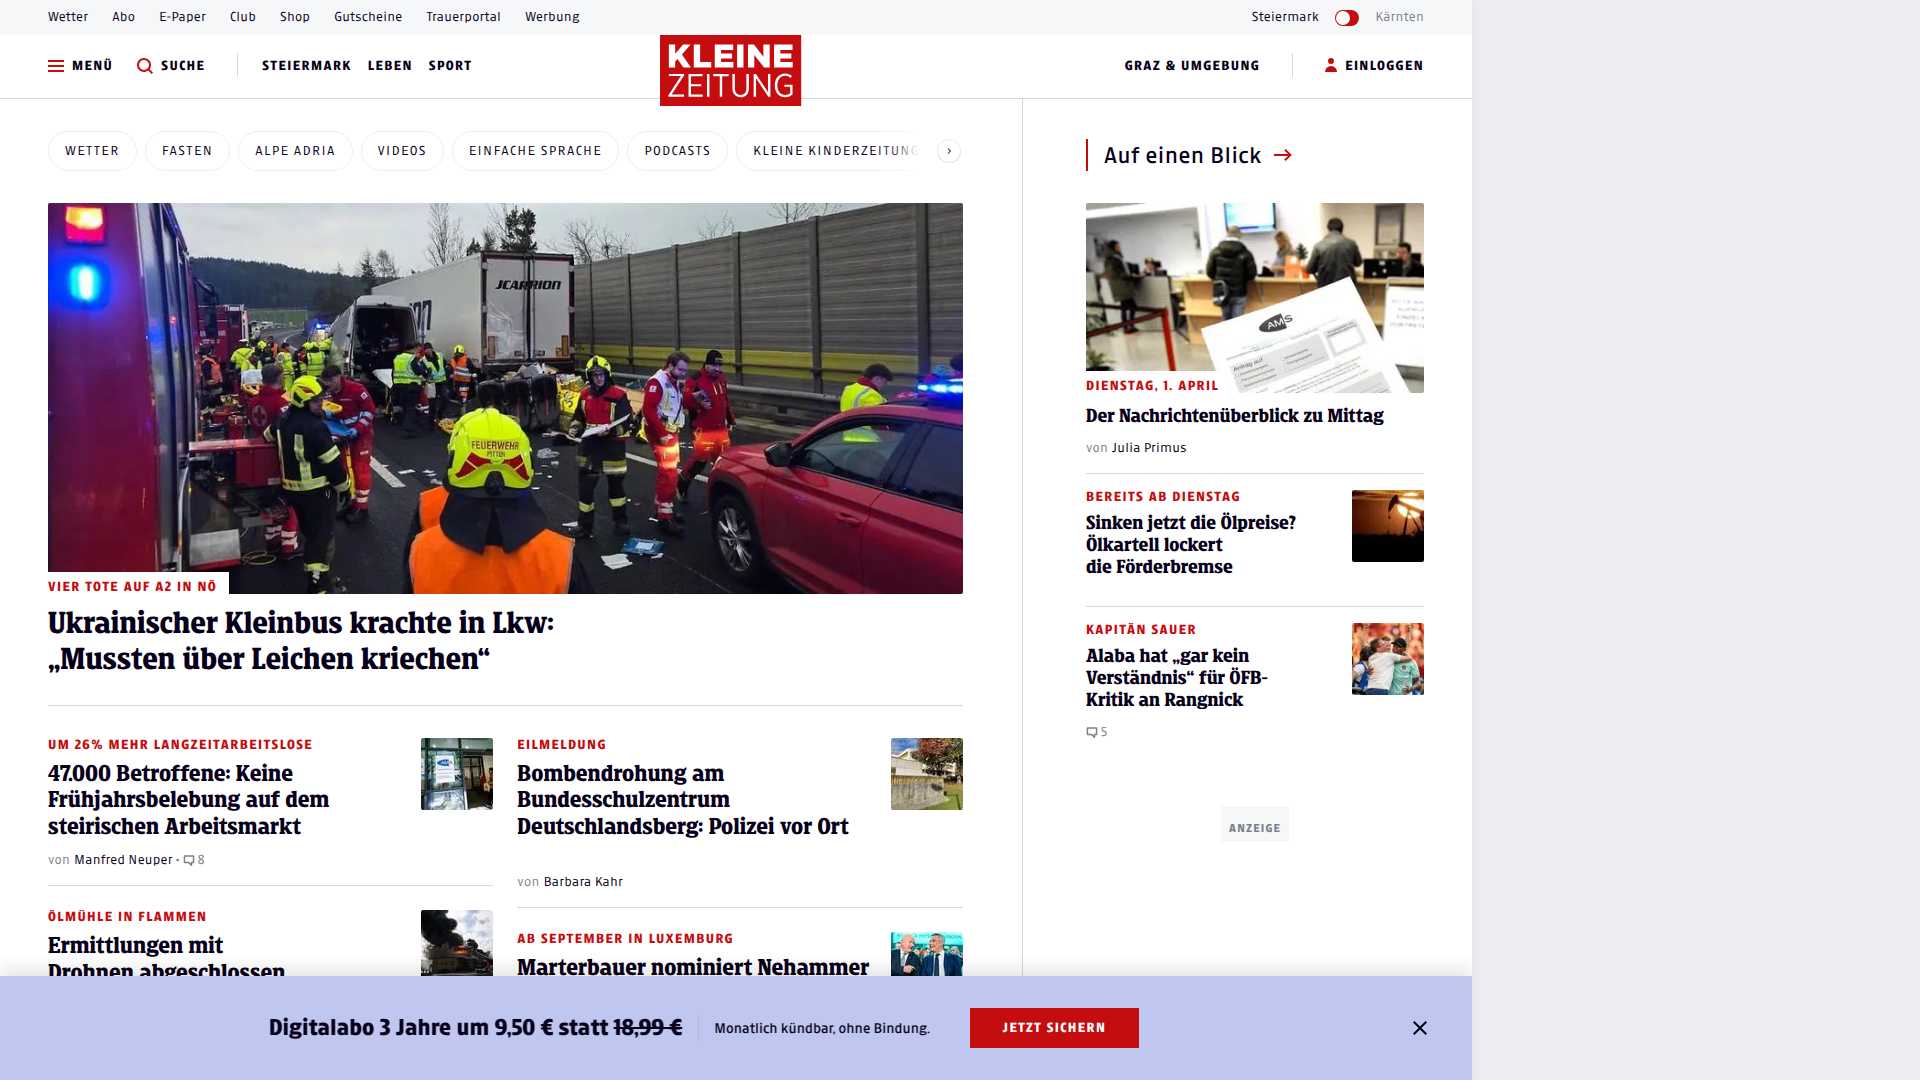 Wetter Abo E-Paper Club Shop Gutscheine Trauerportal Werbung Steiermark Kärnten
MENÜ SUCHE STEIERMARK LEBEN SPORT
KLEINE
ZEITUNG
GRAZ & UMGEBUNG EINLOGGEN
WETTER FASTEN ALPE ADRIA VIDEOS EINFACHE SPRACHE PODCASTS KLEINE KINDERZEITUNG
JCARRION
FEUERWEHR
PITTEN
VIER TOTE AUF A2 IN NÖ
Ukrainischer Kleinbus krachte in Lkw:
„Mussten über Leichen kriechen“
UM 26% MEHR LANGZEITARBEITSLOSE
47.000 Betroffene: Keine
Frühjahrsbelebung auf dem
steirischen Arbeitsmarkt
von Manfred Neuper · 8
ÖLMÜHLE IN FLAMMEN
Ermittlungen mit
Drohnen abgeschlossen
EILMELDUNG
Bombendrohung am
Bundesschulzentrum
Deutschlandsberg: Polizei vor Ort
von Barbara Kahr
AB SEPTEMBER IN LUXEMBURG
Marterbauer nominiert Nehammer
Auf einen Blick
AMS
DIENSTAG, 1. APRIL
Der Nachrichtenüberblick zu Mittag
von Julia Primus
BEREITS AB DIENSTAG
Sinken jetzt die Ölpreise?
Ölkartell lockert
die Förderbremse
KAPITÄN SAUER
Alaba hat „gar kein
Verständnis“ für ÖFB-
Kritik an Rangnick
5
ANZEIGE
Digitalabo 3 Jahre um 9,50 € statt 18,99 €
Monatlich kündbar, ohne Bindung.
JETZT SICHERN